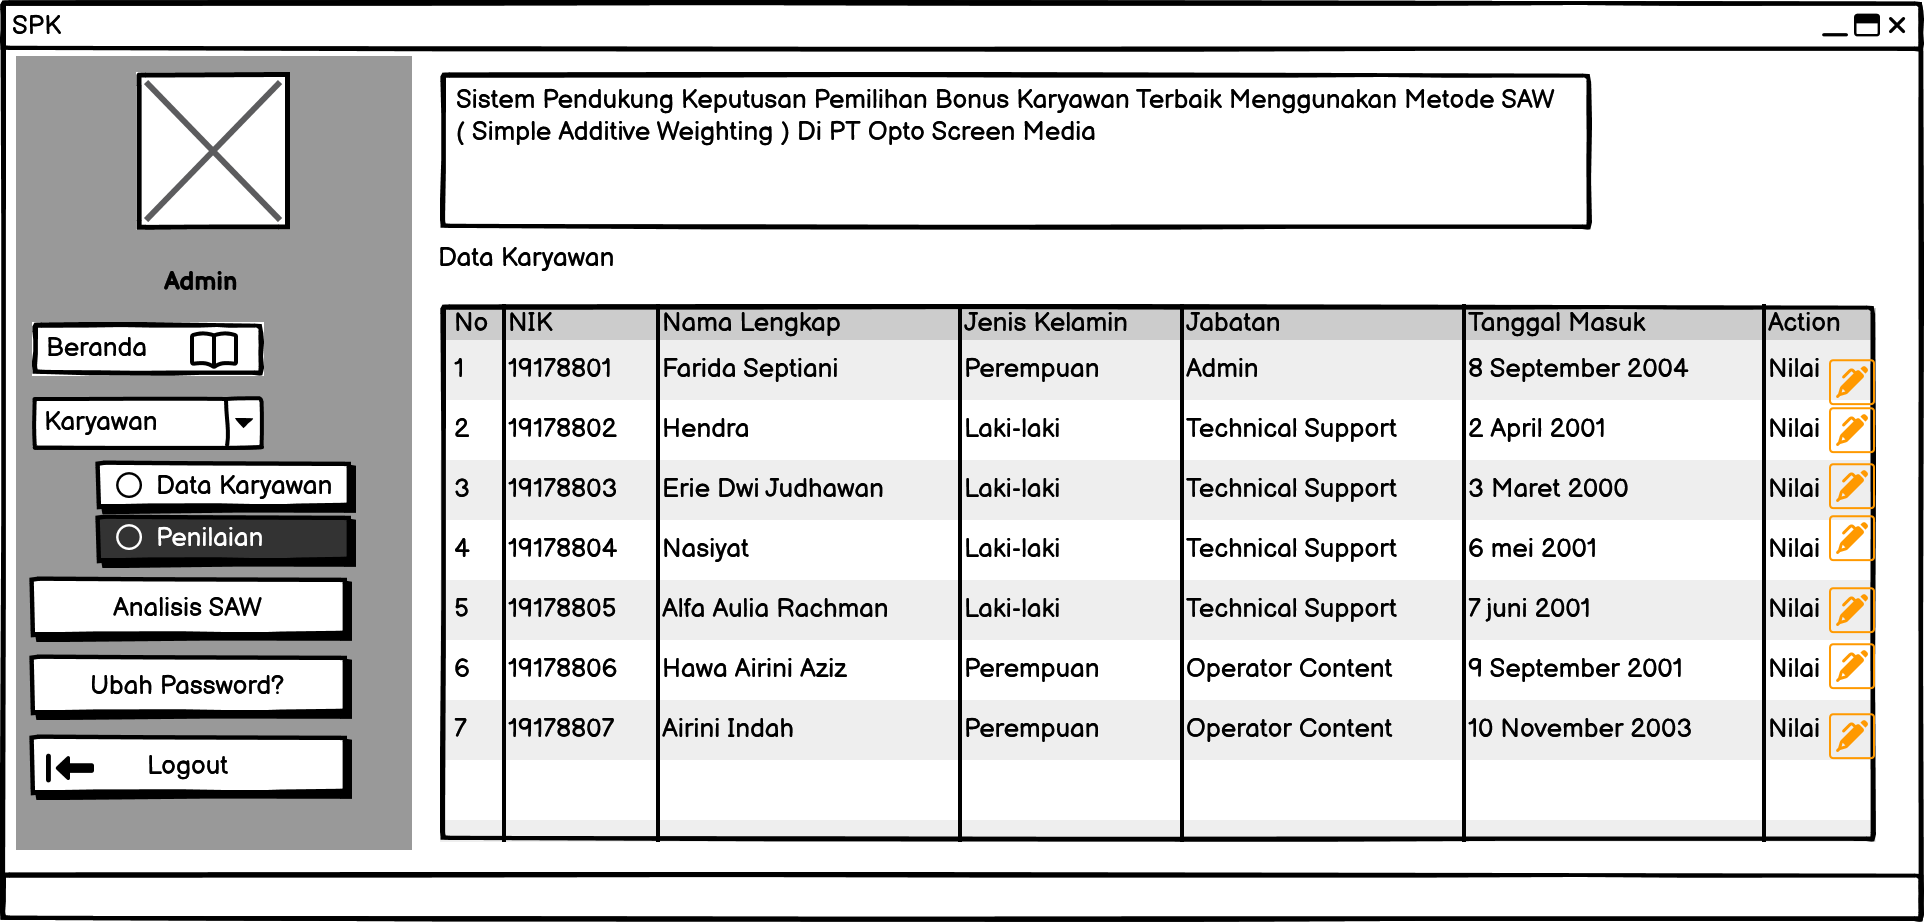 SPK
Sistem Pendukung Keputusan Pemilihan Bonus Karyawan Terbaik Menggunakan Metode SAW
( Simple Additive Weighting ) Di PT Opto Screen Media
Admin
Beranda
Karyawan
Data Karyawan
Penilaian
Analisis SAW
Ubah Password?
Logout
Data Karyawan
No NIK Nama Lengkap Jenis Kelamin Jabatan Tanggal Masuk Action
1 19178801 Farida Septiani Perempuan Admin 8 September 2004 Nilai
2 19178802 Hendra Laki-laki Technical Support 2 April 2001 Nilai
3 19178803 Erie Dwi Judhawan Laki-laki Technical Support 3 Maret 2000 Nilai
4 19178804 Nasiyat Laki-laki Technical Support 6 mei 2001 Nilai
5 19178805 Alfa Aulia Rachman Laki-laki Technical Support 7 juni 2001 Nilai
6 19178806 Hawa Airini Aziz Perempuan Operator Content 9 September 2001 Nilai
7 19178807 Airini Indah Perempuan Operator Content 10 November 2003 Nilai